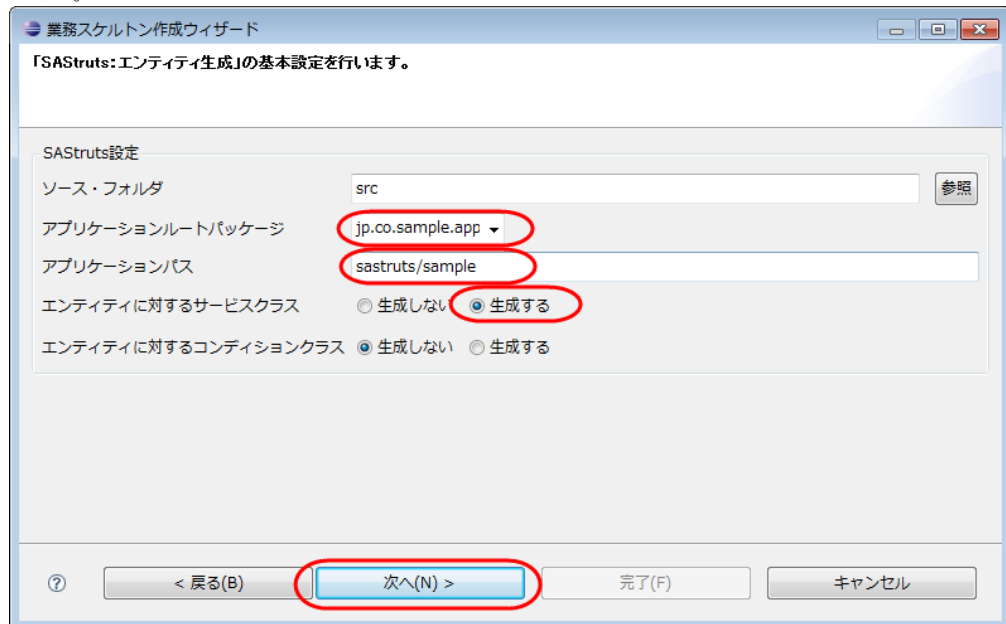 業務スケルトン作成ウィザード
「SAStruts:エンティティ生成」の基本設定を行います。
SAStruts設定
ソース・フォルダ src 参照
アプリケーションルートパッケージ jp.co.sample.app
アプリケーションパス sastruts/sample
エンティティに対するサービスクラス 生成しない 生成する
エンティティに対するコンディションクラス 生成しない 生成する
? < 戻る(B) 次へ(N) > 完了(F) キャンセル